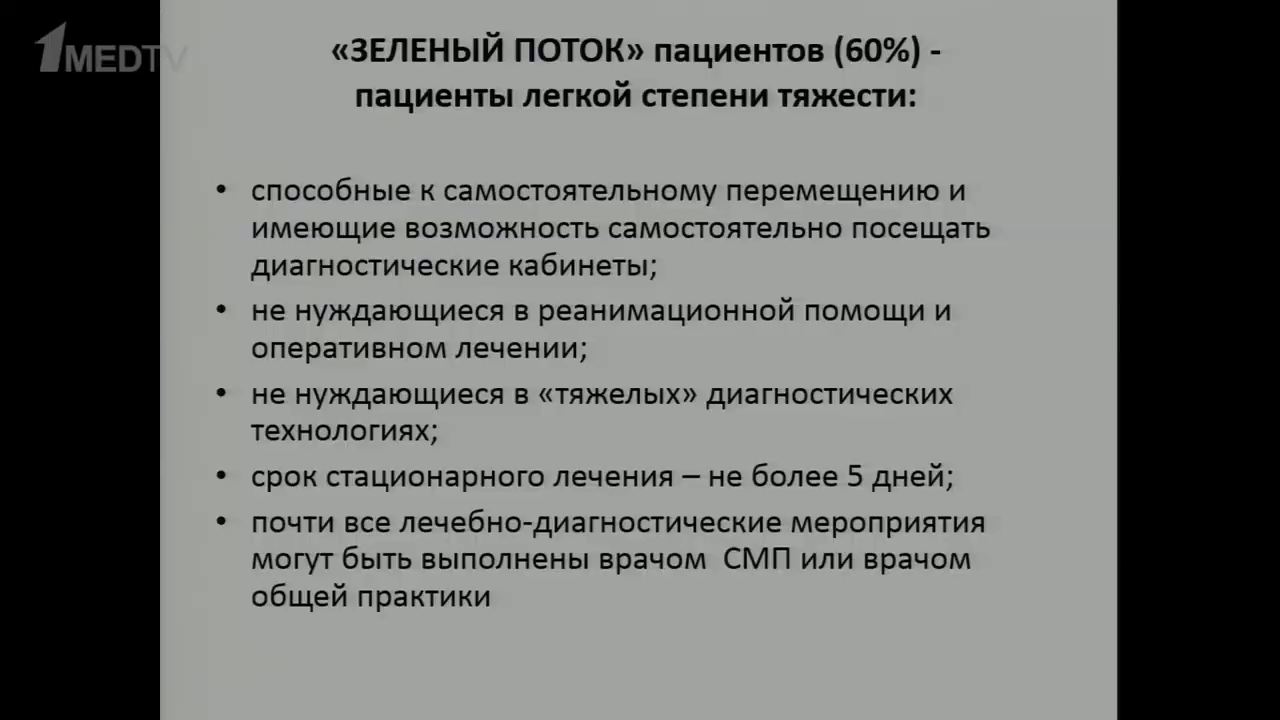 1MEDTV
«ЗЕЛЕНЫЙ ПОТОК» пациентов (60%) -
пациенты легкой степени тяжести:
• способные к самостоятельному перемещению и
имеющие возможность самостоятельно посещать
диагностические кабинеты;
• не нуждающиеся в реанимационной помощи и
оперативном лечении;
• не нуждающиеся в «тяжелых» диагностических
технологиях;
• срок стационарного лечения – не более 5 дней;
• почти все лечебно-диагностические мероприятия
могут быть выполнены врачом  СМП или врачом
общей практики